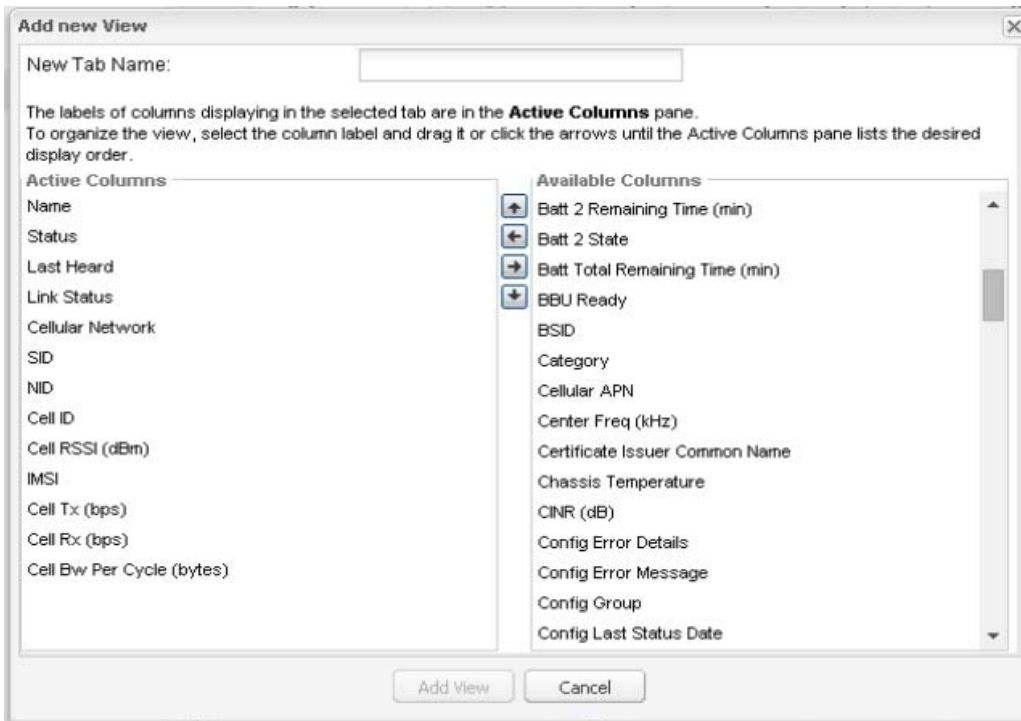 Add new View
New Tab Name:
The labels of columns displaying in the selected tab are in the Active Columns pane.
To organize the view, select the column label and drag it or click the arrows until the Active Columns pane lists the desired
display order.
Active Columns
Name
Status
Last Heard
Link Status
Cellular Network
SID
NID
Cell ID
Cell RSSI (dBm)
IMSI
Cell Tx (bps)
Cell Rx (bps)
Cell Bw Per Cycle (bytes)
Available Columns
Batt 2 Remaining Time (min)
Batt 2 State
Batt Total Remaining Time (min)
BBU Ready
BSID
Category
Cellular APN
Center Freq (kHz)
Certificate Issuer Common Name
Chassis Temperature
CINR (dB)
Config Error Details
Config Error Message
Config Group
Config Last Status Date
Add View
Cancel